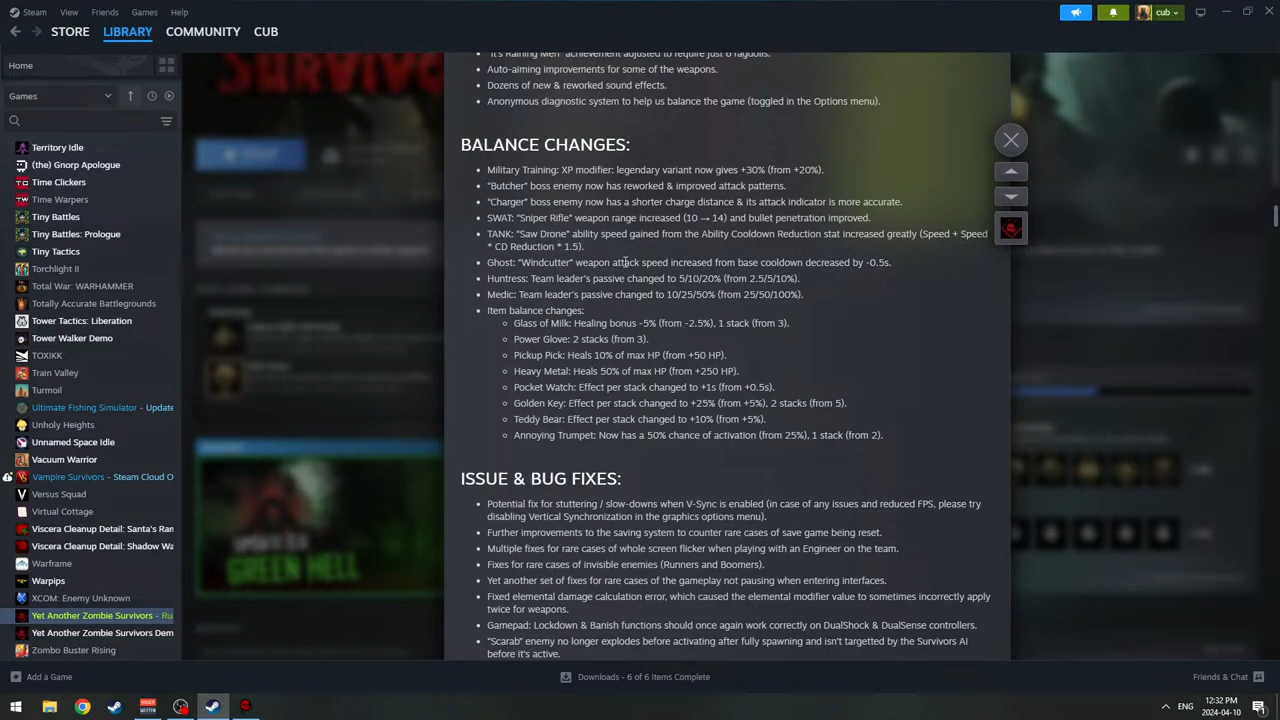 Steam View Friends Games Help
cub
STORE LIBRARY COMMUNITY CUB
Home
Games
Territory Idle
(the) Gnorp Apologue
Time Clickers
Time Warpers
Tiny Battles
Tiny Battles
Tiny Tactics
Torchlight II
Total War: WARHAMMER
Totally Accurate Battlegrounds
Tower Tactics: Liberation
Tower Walker Demo
TOXIKK
Train Valley
Turmoil
Ultimate Fishing Simulator - Update
Unholy Heights
Unnamed Space Idle
Vacuum Warrior
Vampire Survivors - Steam Cloud O
Versus Squad
Virtual Cottage
Viscera Cleanup Detail: Santa's Ran
Viscera Cleanup Detail: Shadow Wa
Warframe
Warpips
XCOM: Enemy Unknown
Yet Another Zombie Survivors - Ru
Yet Another Zombie Survivors Dem
Zombo Buster Rising
"It's Raining Men" achievement adjusted to require just 6 ragdolls.
Auto-aiming improvements for some of the weapons.
Dozens of new & reworked sound effects.
Anonymous diagnostic system to help us balance the game (toggled in the Options menu).
BALANCE CHANGES:
Military Training: XP modifier: legendary variant now gives +30% (from +20%).
"Butcher" boss enemy now has reworked & improved attack patterns.
"Charger" boss enemy now has a shorter charge distance & its attack indicator is more accurate.
SWAT: "Sniper Rifle" weapon range increased (10 → 14) and bullet penetration improved.
TANK: "Saw Drone" ability speed gained from the Ability Cooldown Reduction stat increased greatly (Speed + Speed
* CD Reduction * 1.5).
Ghost: "Windcutter" weapon attack speed increased from base cooldown decreased by -0.5s.
Huntress: Team leader's passive changed to 5/10/20% (from 2.5/5/10%).
Medic: Team leader's passive changed to 10/25/50% (from 25/50/100%).
Item balance changes:
Glass of Milk: Healing bonus -5% (from -2.5%), 1 stack (from 3).
Power Glove: 2 stacks (from 3).
Pickup Pick: Heals 10% of max HP (from +50 HP).
Heavy Metal: Heals 50% of max HP (from +250 HP).
Pocket Watch: Effect per stack changed to +1s (from +0.5s).
Golden Key: Effect per stack changed to +25% (from +5%), 2 stacks (from 5).
Teddy Bear: Effect per stack changed to +10% (from +5%).
Annoying Trumpet: Now has a 50% chance of activation (from 25%), 1 stack (from 2).
ISSUE & BUG FIXES:
Potential fix for stuttering / slow-downs when V-Sync is enabled (in case of any issues and reduced FPS, please try
disabling Vertical Synchronization in the graphics options menu).
Further improvements to the saving system to counter rare cases of save game being reset.
Multiple fixes for rare cases of whole screen flicker when playing with an Engineer on the team.
Fixes for rare cases of invisible enemies (Runners and Boomers).
Yet another set of fixes for rare cases of the gameplay not pausing when entering interfaces.
Fixed elemental damage calculation error, which caused the elemental modifier value to sometimes incorrectly apply
twice for weapons.
Gamepad: Lockdown & Banish functions should once again work correctly on DualShock & DualSense controllers.
"Scarab" enemy no longer explodes before activating after fully spawning and isn't targetted by the Survivors AI
before it's active.
GREEN HELL
Add a Game
Downloads - 6 of 6 Items Complete
Friends & Chat
ENG
12:32 PM
2024-04-10